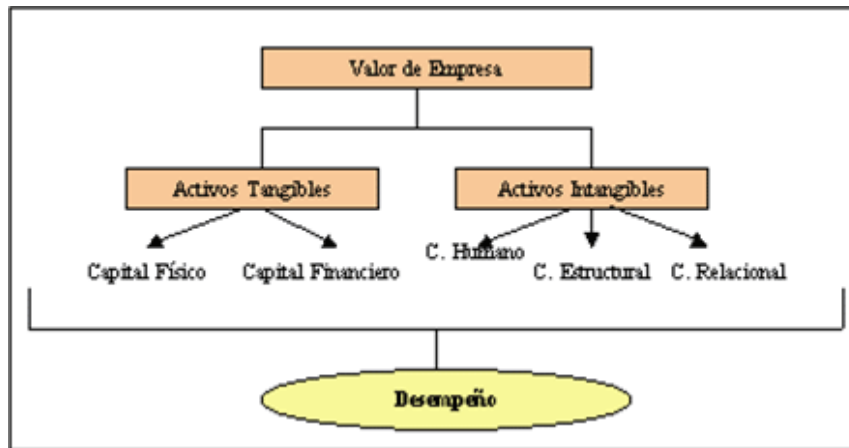 Valor de Empresa
Activos Tangibles
Activos Intangibles
Capital Físico
Capital Financiero
C. Humano
C. Estructural
C. Relacional
Desempeño